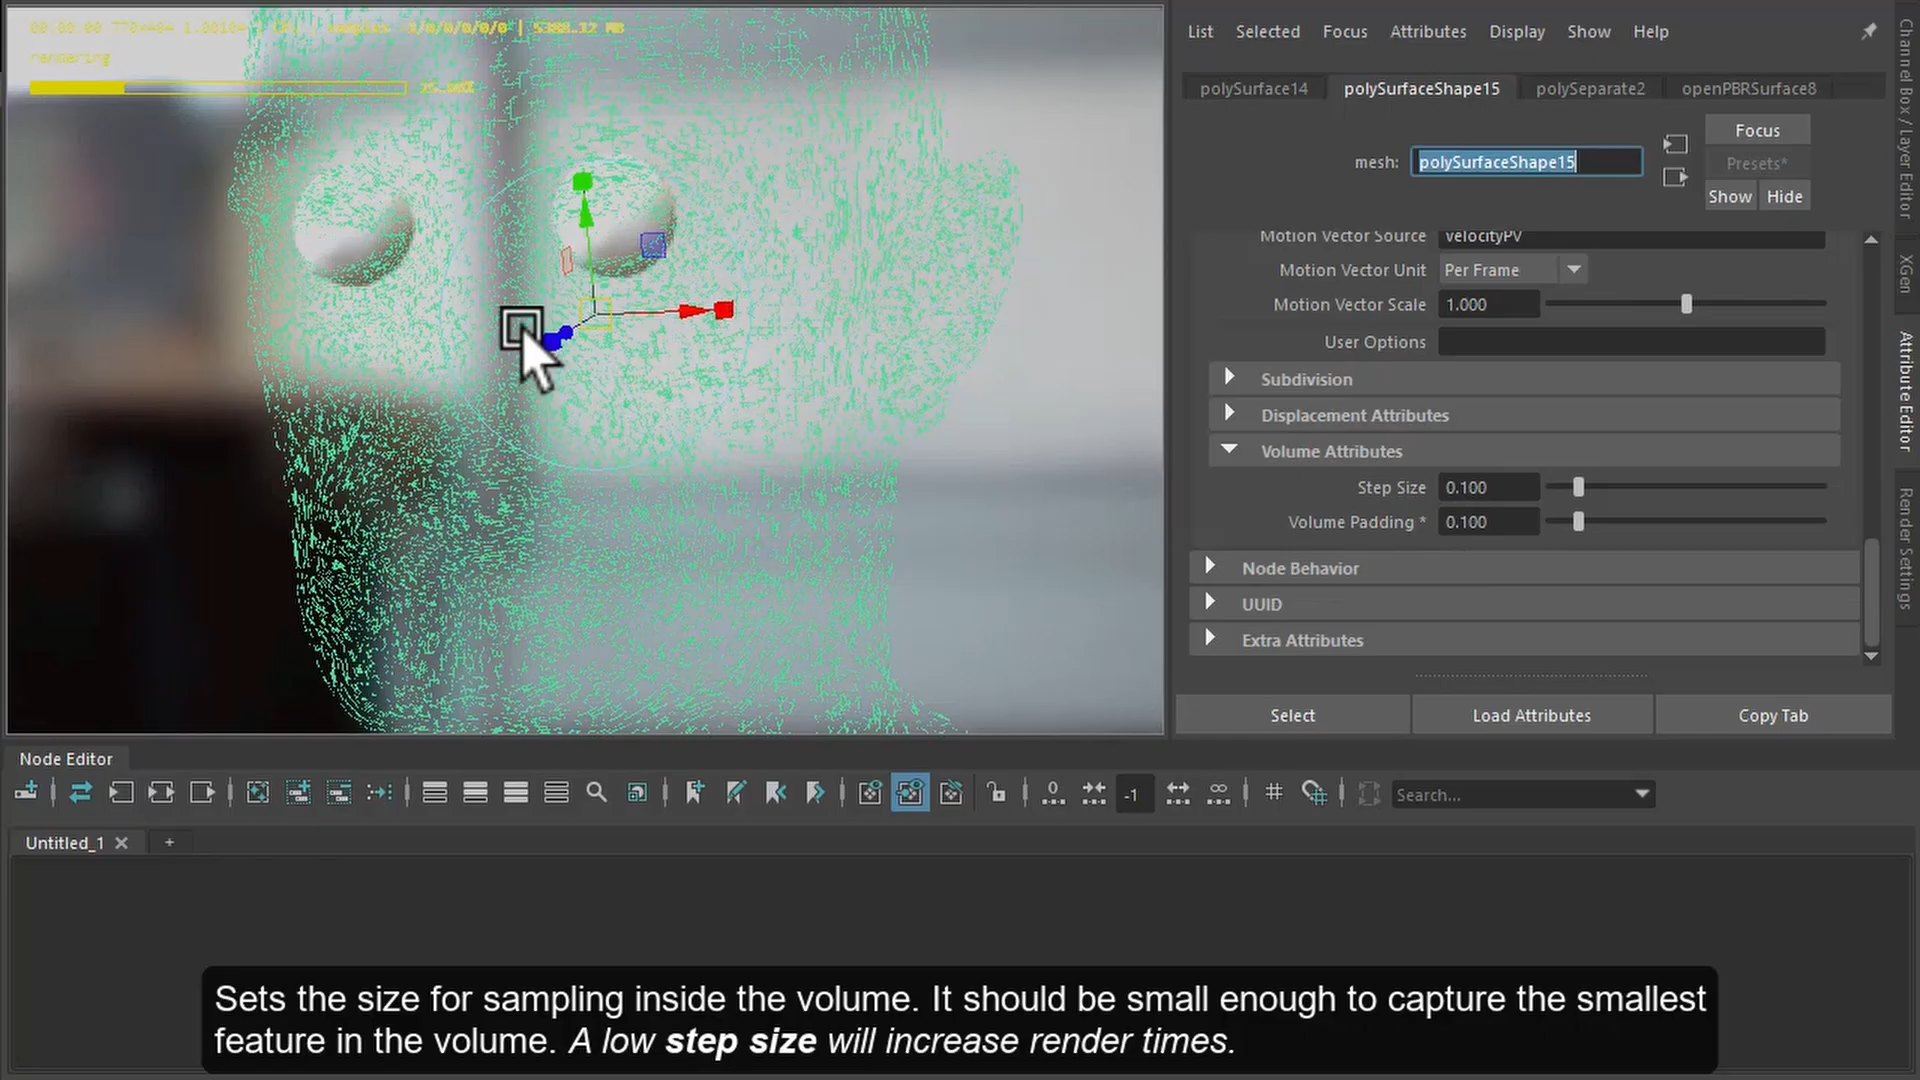 rendering
List Selected Focus Attributes Display Show Help
polySurface14 polySurfaceShape15 polySeparate2 openPBRSurface8
Focus
mesh: polySurfaceShape15
Presets*
Show Hide
Motion Vector Source velocityPV
Motion Vector Unit Per Frame
Motion Vector Scale 1.000
User Options
Subdivision
Displacement Attributes
Volume Attributes
Step Size 0.100
Volume Padding * 0.100
Node Behavior
UUID
Extra Attributes
Select Load Attributes Copy Tab
Channel Box / Layer Editor
XGen
Attribute Editor
Render Settings
Node Editor
0 -1 ∞ Search...
Untitled_1 +
Sets the size for sampling inside the volume. It should be small enough to capture the smallest
feature in the volume. A low step size will increase render times.